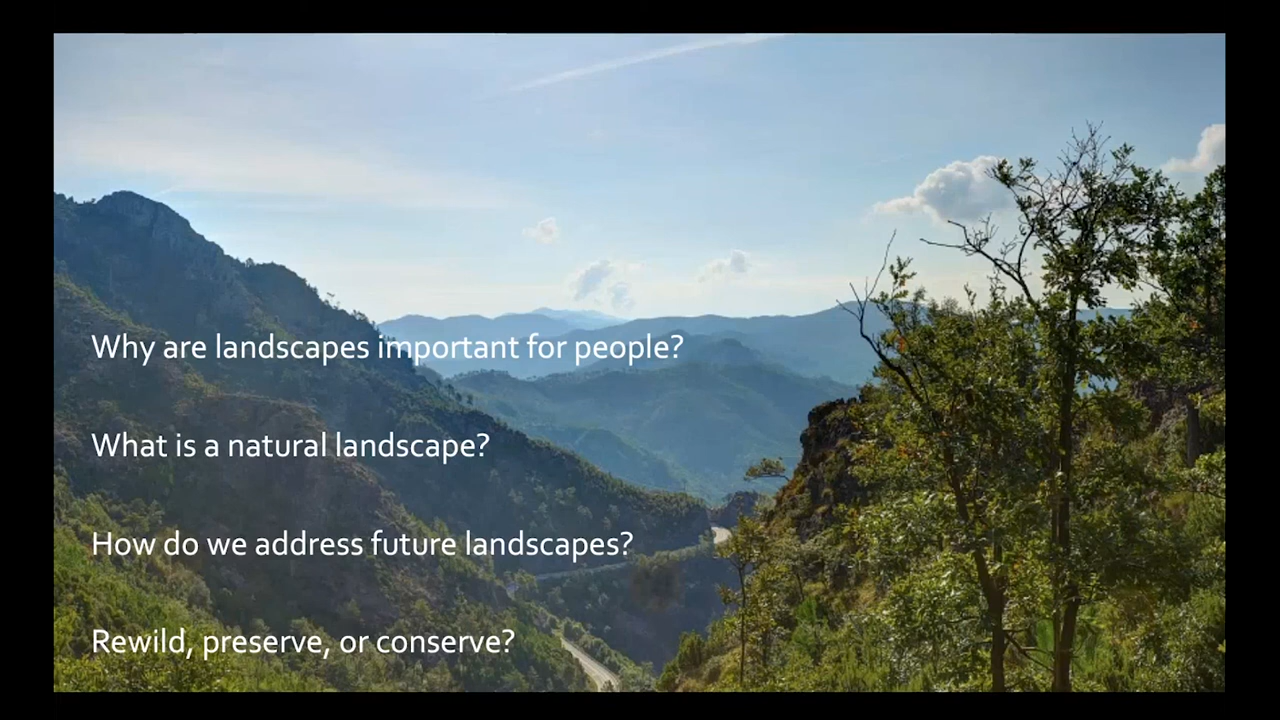 Why are landscapes important for people?
What is a natural landscape?
How do we address future landscapes?
Rewild, preserve, or conserve?